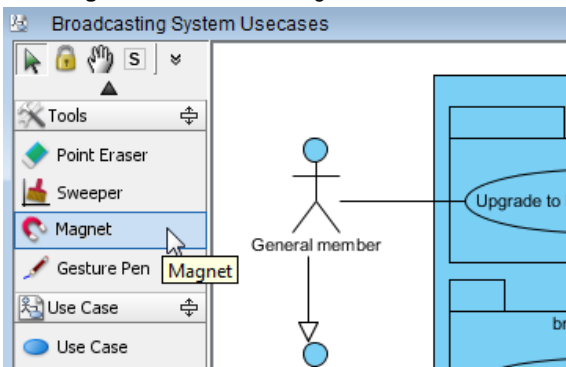 Broadcasting System Usecases
S
Tools
Point Eraser
Sweeper
Magnet
Gesture Pen
Magnet
Use Case
Use Case
General member
Upgrade to
br